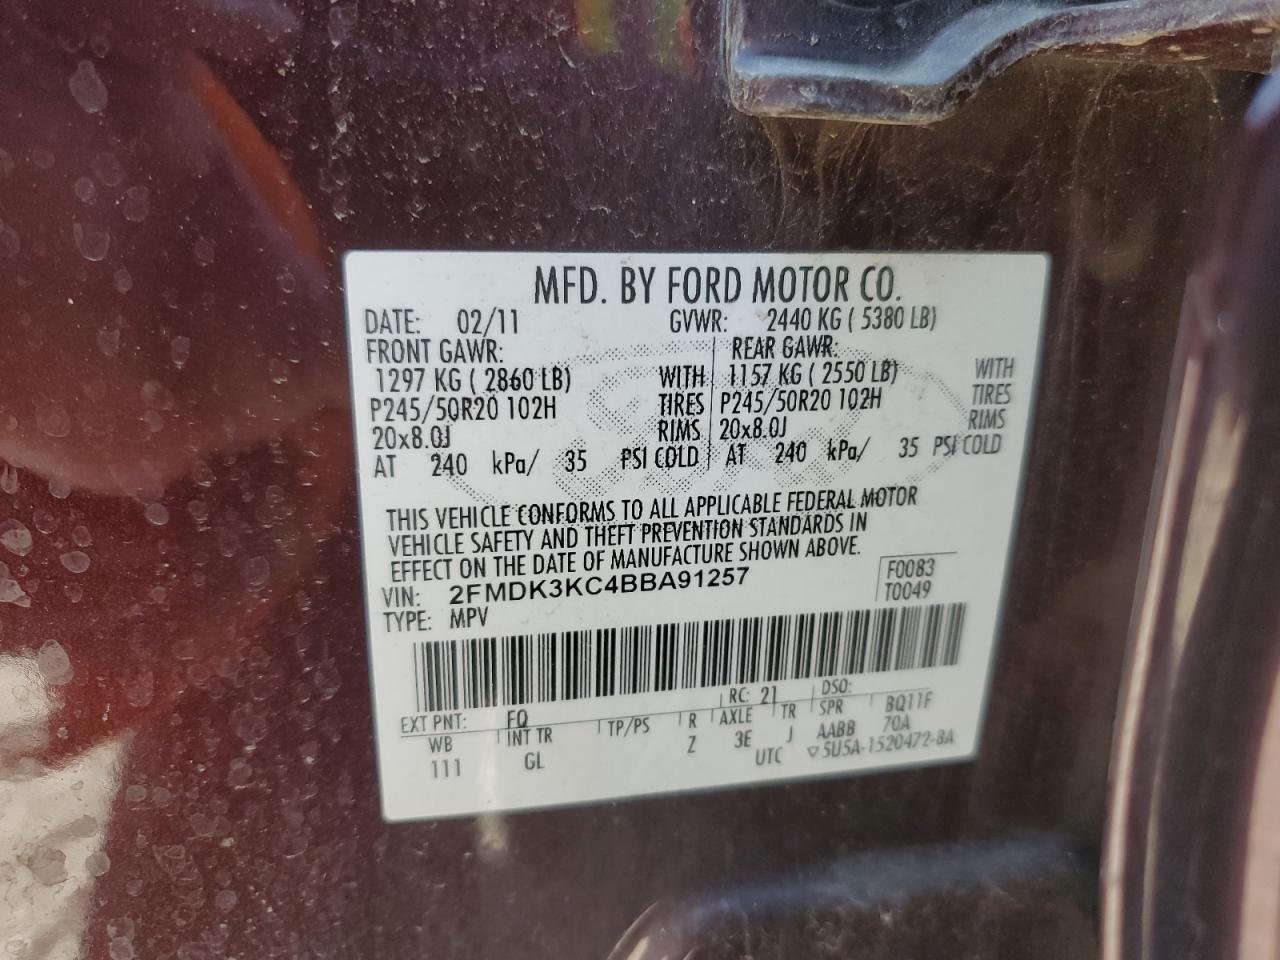 MFD. BY FORD MOTOR CO.
DATE: 02/11 GVWR: 2440 KG ( 5380 LB)
FRONT GAWR: REAR GAWR:
1297 KG ( 2860 LB) WITH 1157 KG ( 2550 LB) WITH
P245/50R20 102H TIRES P245/50R20 102H TIRES
20x8.0J RIMS 20x8.0J RIMS
AT 240 kPa/ 35 PSI COLD AT 240 kPa/ 35 PSI COLD
THIS VEHICLE CONFORMS TO ALL APPLICABLE FEDERAL MOTOR
VEHICLE SAFETY AND THEFT PREVENTION STANDARDS IN
EFFECT ON THE DATE OF MANUFACTURE SHOWN ABOVE.
VIN: 2FMDK3KC4BBA91257 F0083
TYPE: MPV T0049
EXT PNT: FQ RC: 21 DSO:
WB INT TR TP/PS R AXLE TR SPR BQ11F
111 GL Z 3E J AABB 70A
UTC ▽5U5A-1520472-BA